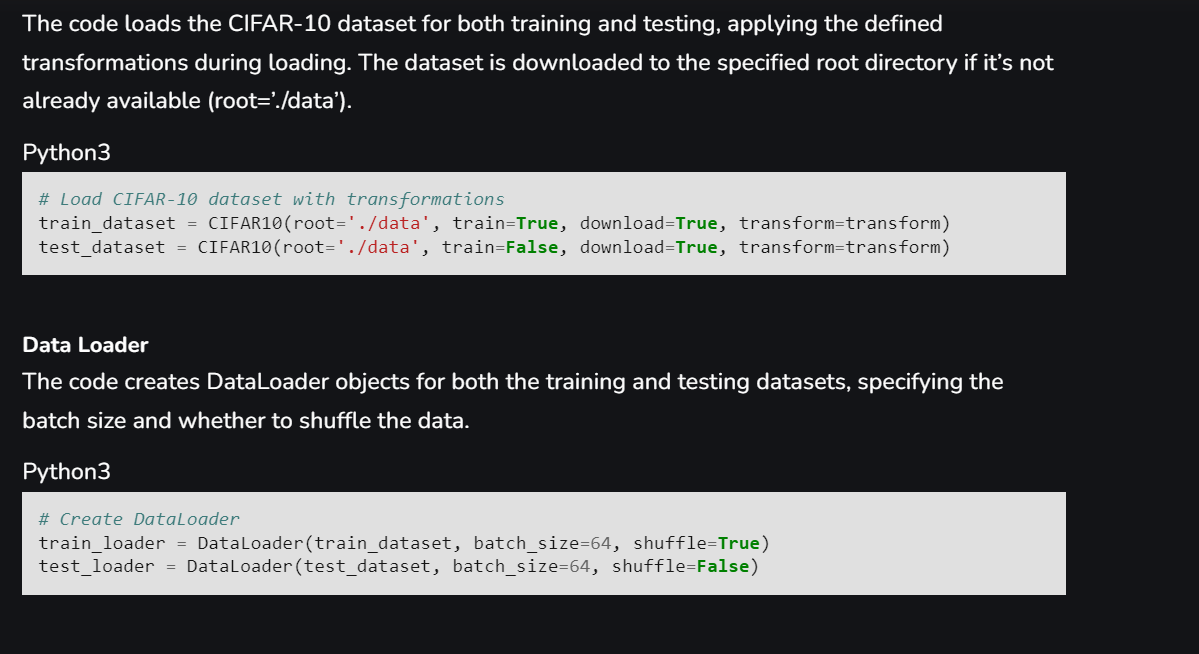 The code loads the CIFAR-10 dataset for both training and testing, applying the defined
transformations during loading. The dataset is downloaded to the specified root directory if it’s not
already available (root=’./data’).
Python3
# Load CIFAR-10 dataset with transformations
train_dataset = CIFAR10(root='./data', train=True, download=True, transform=transform)
test_dataset = CIFAR10(root='./data', train=False, download=True, transform=transform)
Data Loader
The code creates DataLoader objects for both the training and testing datasets, specifying the
batch size and whether to shuffle the data.
Python3
# Create DataLoader
train_loader = DataLoader(train_dataset, batch_size=64, shuffle=True)
test_loader = DataLoader(test_dataset, batch_size=64, shuffle=False)